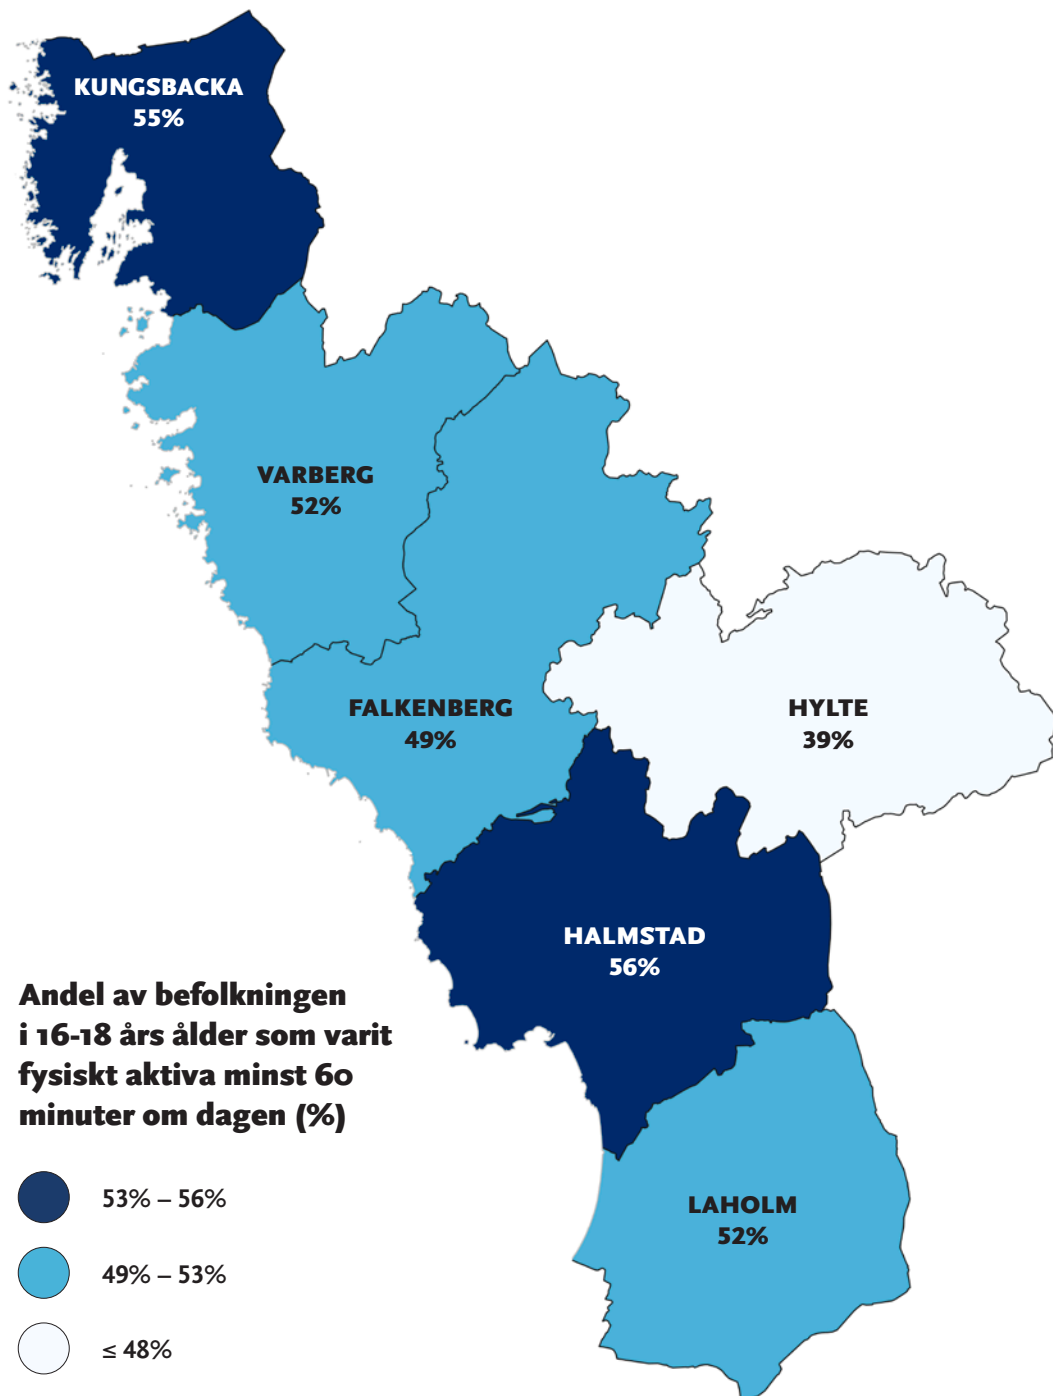 KUNGSBACKA
55%
VARBERG
52%
FALKENBERG
49%
HYLTE
39%
HALMSTAD
56%
LAHOLM
52%
Andel av befolkningen
i 16-18 års ålder som varit
fysiskt aktiva minst 60
minuter om dagen (%)
53% – 56%
49% – 53%
≤ 48%